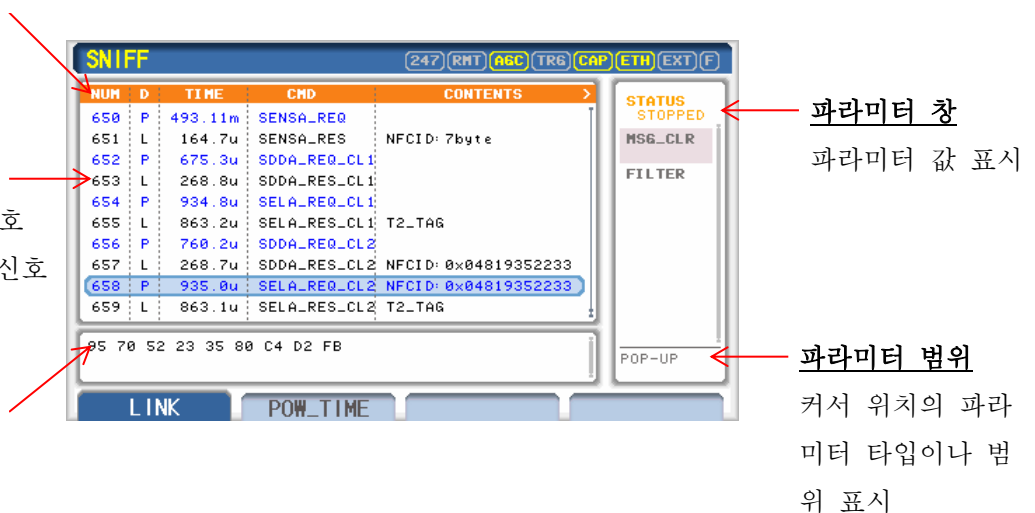 SNIFF
247 RMT AGC TRG CAP ETH EXT F
NUM D TIME CMD CONTENTS >
650 P 493.11m SENSA_REQ
651 L 164.7u SENSA_RES NFCID:7byte
652 P 675.3u SDDA_REQ_CL1
653 L 268.8u SDDA_RES_CL1
654 P 934.8u SELA_REQ_CL1
655 L 863.2u SELA_RES_CL1 T2_TAG
656 P 760.2u SDDA_REQ_CL2
657 L 268.7u SDDA_RES_CL2 NFCID:0x04819352233
658 P 935.0u SELA_REQ_CL2 NFCID:0x04819352233
659 L 863.1u SELA_RES_CL2 T2_TAG
95 70 52 23 35 80 C4 D2 FB
STATUS
STOPPED
MSG_CLR
FILTER
POP-UP
LINK POW_TIME
호
신호
파라미터 창
파라미터 값 표시
파라미터 범위
커서 위치의 파라
미터 타입이나 범
위 표시